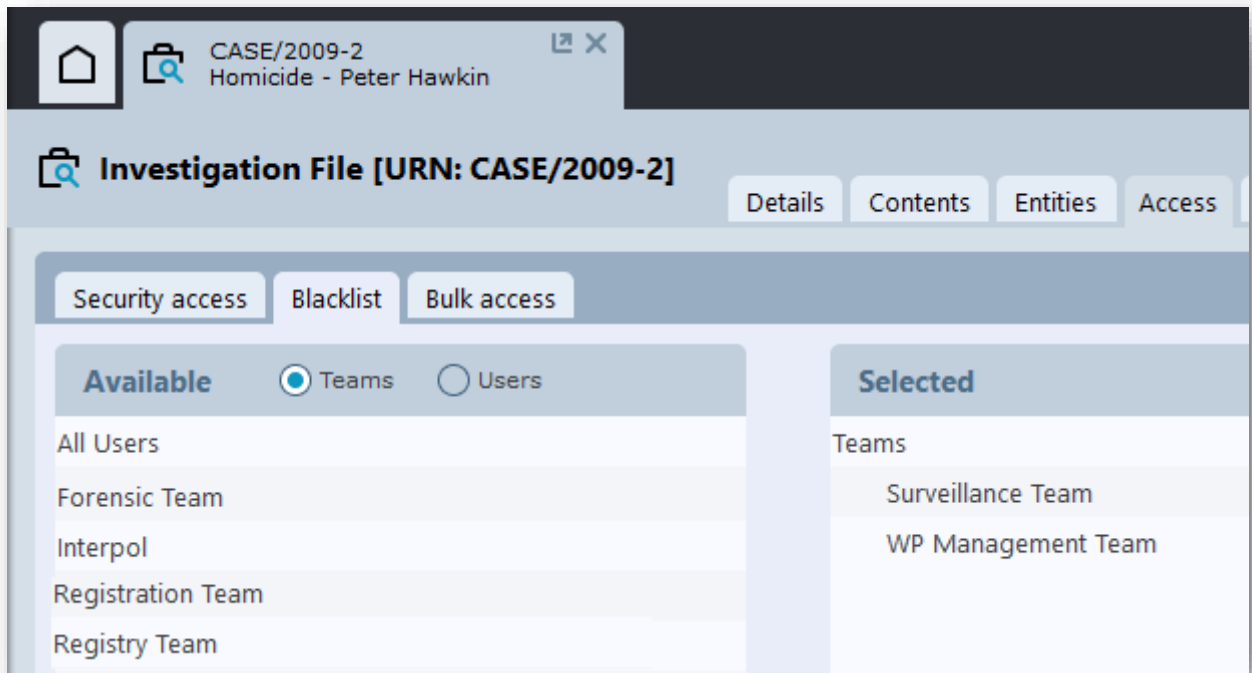 CASE/2009-2
Homicide - Peter Hawkin
Investigation File [URN: CASE/2009-2]
Details Contents Entities Access
Security access Blacklist Bulk access
Available Teams Users
All Users
Forensic Team
Interpol
Registration Team
Registry Team
Selected
Teams
Surveillance Team
WP Management Team